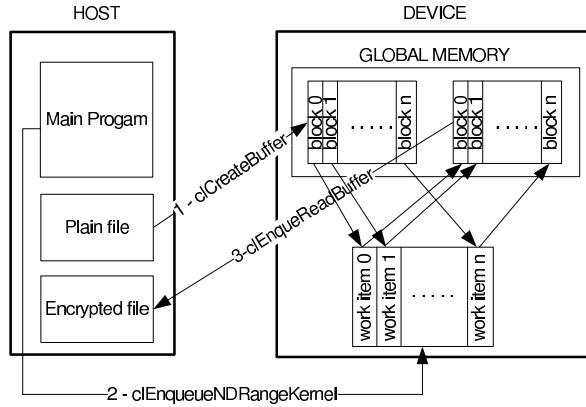 HOST
DEVICE
GLOBAL MEMORY
Main Progam
block 0
block 1
. . . . .
block n
block 0
block 1
. . . . .
block n
1 - clCreateBuffer
Plain file
3-clEnqueReadBuffer
Encrypted file
work item 0
work item 1
. . . . .
work item n
2 - clEnqueueNDRangeKernel